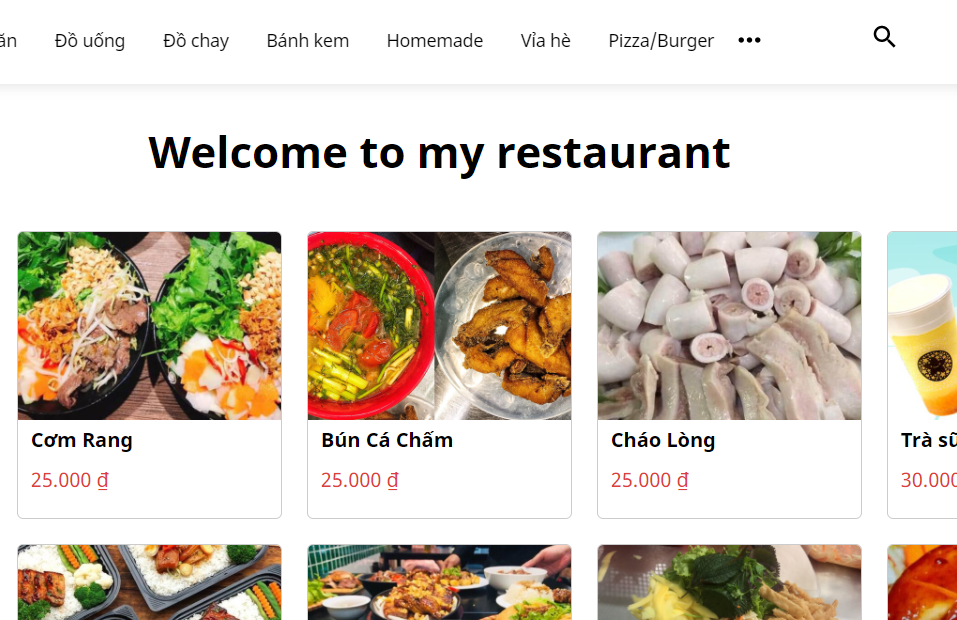 ăn Đồ uống Đồ chay Bánh kem Homemade Vỉa hè Pizza/Burger •••
Welcome to my restaurant
Cơm Rang
25.000 ₫
Bún Cá Chấm
25.000 ₫
Cháo Lòng
25.000 ₫
Trà sữ
30.000